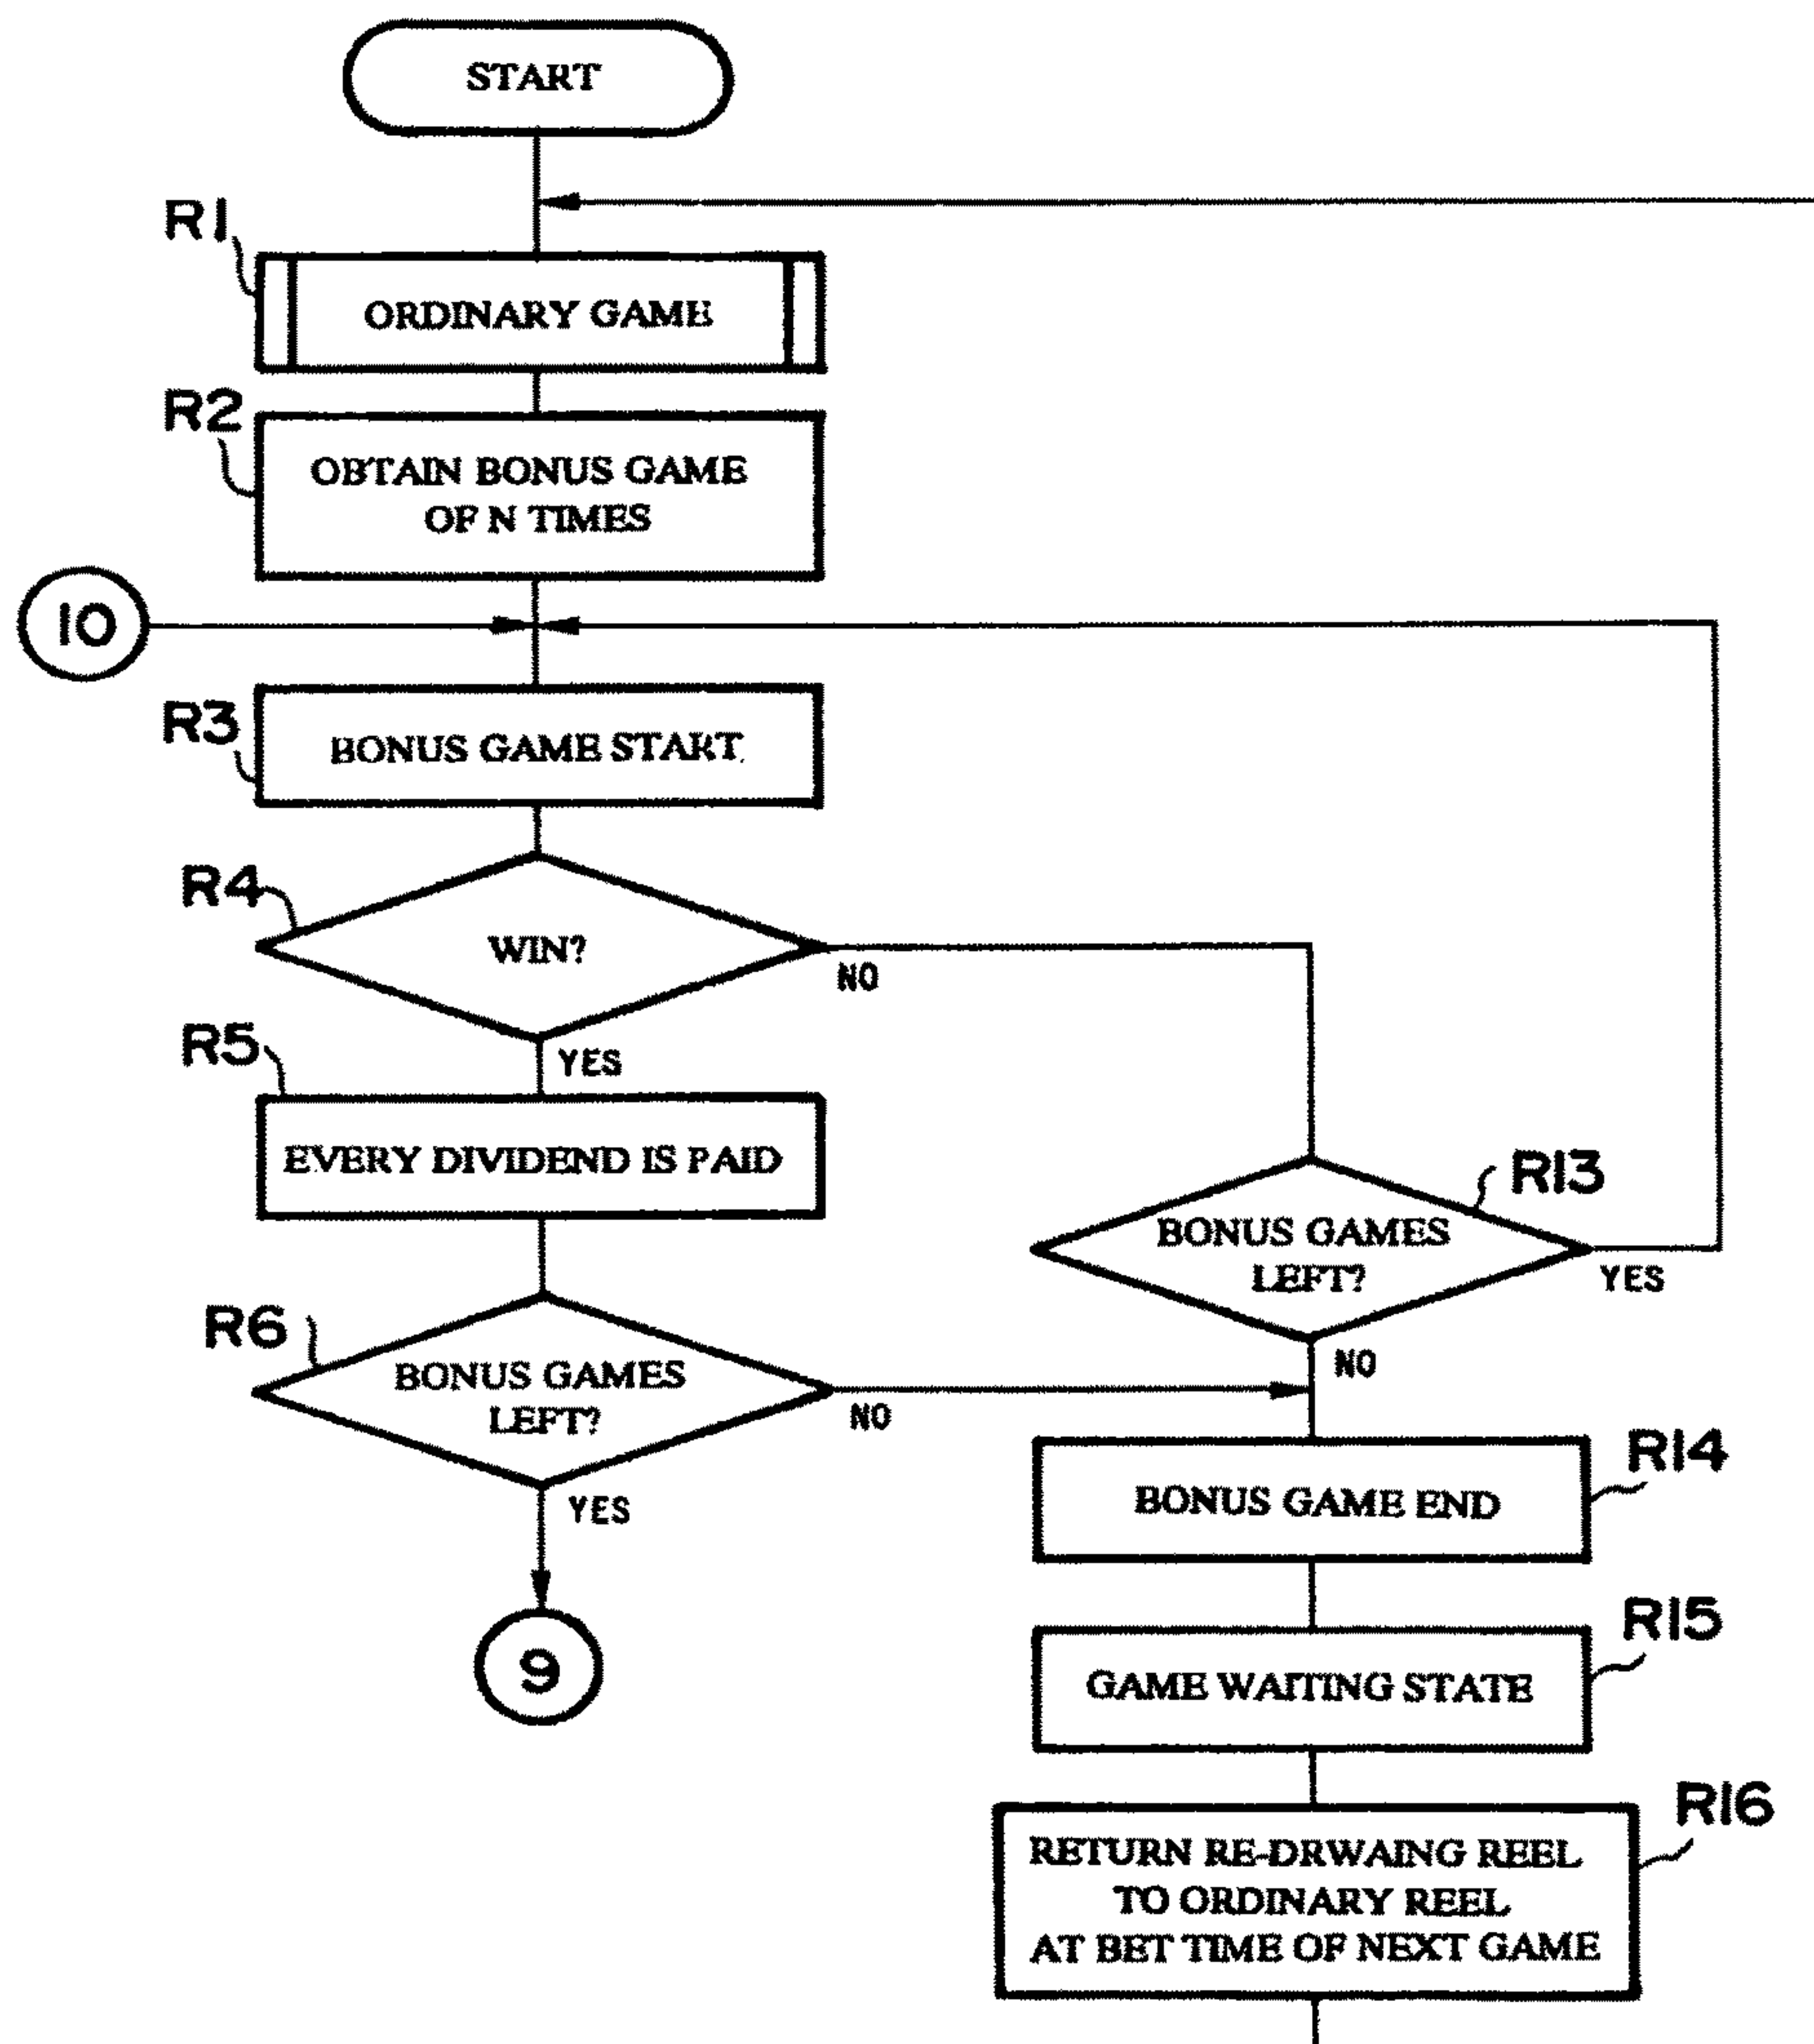 START
R1
ORDINARY GAME
R2
OBTAIN BONUS GAME
OF N TIMES
10
R3
BONUS GAME START
R4
WIN?
NO
YES
R5
EVERY DIVIDEND IS PAID
R13
BONUS GAMES
LEFT?
YES
NO
R6
BONUS GAMES
LEFT?
NO
YES
9
R14
BONUS GAME END
R15
GAME WAITING STATE
R16
RETURN RE-DRWAING REEL
TO ORDINARY REEL
AT BET TIME OF NEXT GAME